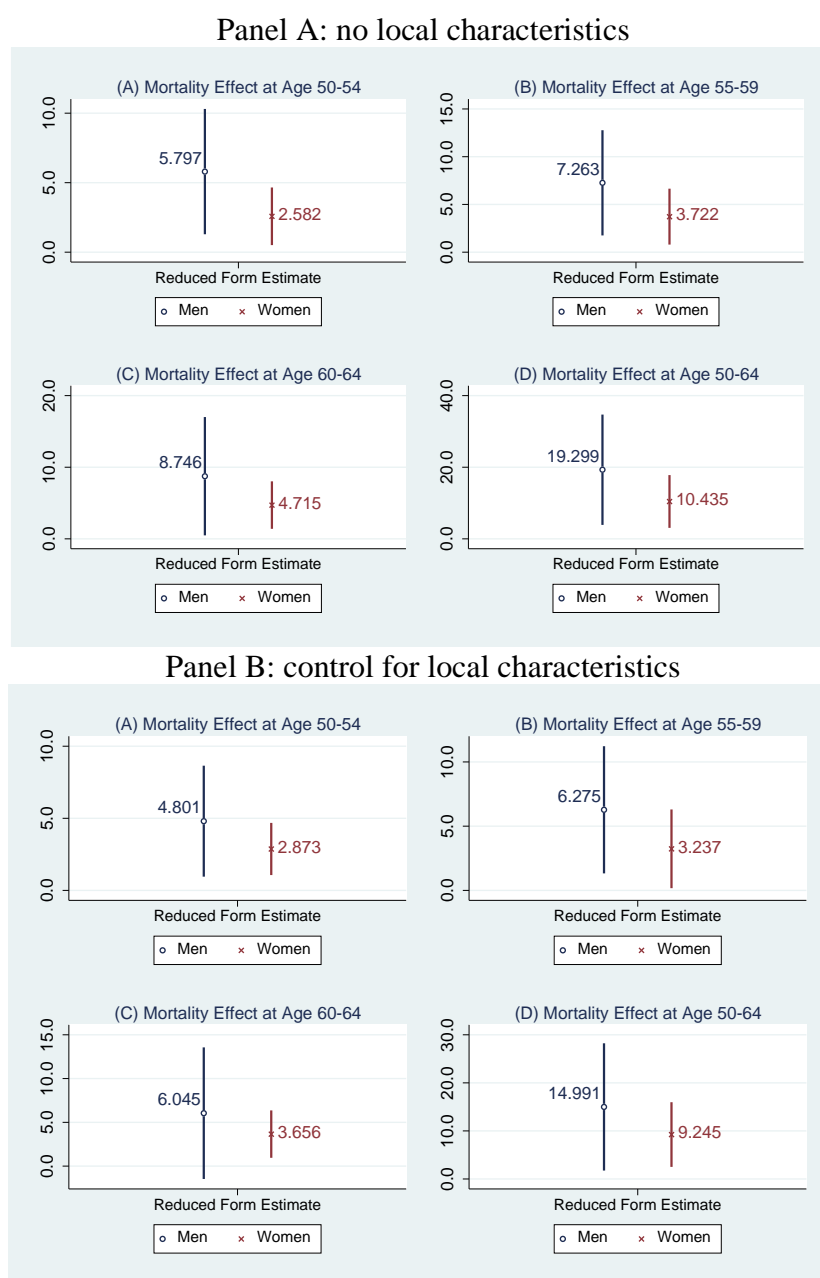 Panel A: no local characteristics
(A) Mortality Effect at Age 50-54
10.0
5.0
0.0
5.797
2.582
Reduced Form Estimate
Men Women
(B) Mortality Effect at Age 55-59
15.0
10.0
5.0
0.0
7.263
3.722
Reduced Form Estimate
Men Women
(C) Mortality Effect at Age 60-64
20.0
10.0
0.0
8.746
4.715
Reduced Form Estimate
Men Women
(D) Mortality Effect at Age 50-64
40.0
20.0
0.0
19.299
10.435
Reduced Form Estimate
Men Women
Panel B: control for local characteristics
(A) Mortality Effect at Age 50-54
10.0
5.0
0.0
4.801
2.873
Reduced Form Estimate
Men Women
(B) Mortality Effect at Age 55-59
10.0
5.0
0.0
6.275
3.237
Reduced Form Estimate
Men Women
(C) Mortality Effect at Age 60-64
15.0
10.0
5.0
0.0
6.045
3.656
Reduced Form Estimate
Men Women
(D) Mortality Effect at Age 50-64
30.0
20.0
10.0
0.0
14.991
9.245
Reduced Form Estimate
Men Women